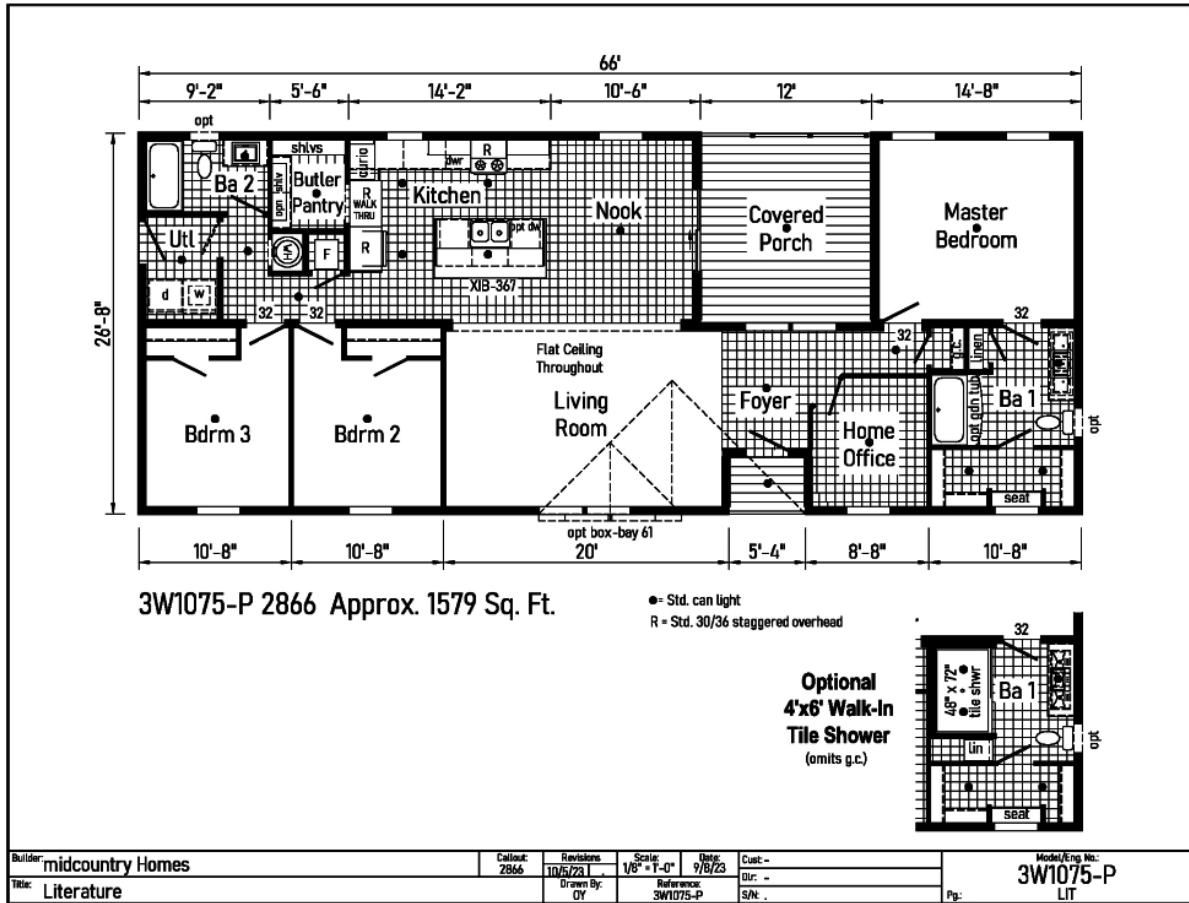 66'
9'-2" 5'-6" 14'-2" 10'-6" 12' 14'-8"
opt
shlvs
R
dwr
curio
Ba 2
opn shlv
Butler
Pantry
R
WALK
THRU
Kitchen
Nook
Covered
Porch
Master
Bedroom
Utl
opt dw
R
HW
F
d
w
XIB-367
26'-8"
32
32
32
32
Flat Ceiling
Throughout
g.c.
linen
Living
Room
Foyer
Ba 1
opt gdn tub
opt
Bdrm 3
Bdrm 2
Home
Office
seat
opt box-bay 61
10'-8" 10'-8" 20' 5'-4" 8'-8" 10'-8"
3W1075-P 2866 Approx. 1579 Sq. Ft.
= Std. can light
R = Std. 30/36 staggered overhead
32
Optional
4'x6' Walk-In
Tile Shower
(omits g.c.)
48" x 72"
tile shwr
Ba 1
opt
lin
seat
Builder: midcountry Homes
Callout: 2866
Revisions 10/5/23
Scale: 1/8" = 1'-0"
Date: 9/8/23
Cust: -
Dlr: -
S/N: .
Model/Eng. No.: 3W1075-P
Title: Literature
Drawn By: OY
Reference: 3W1075-P
Pg.: LIT